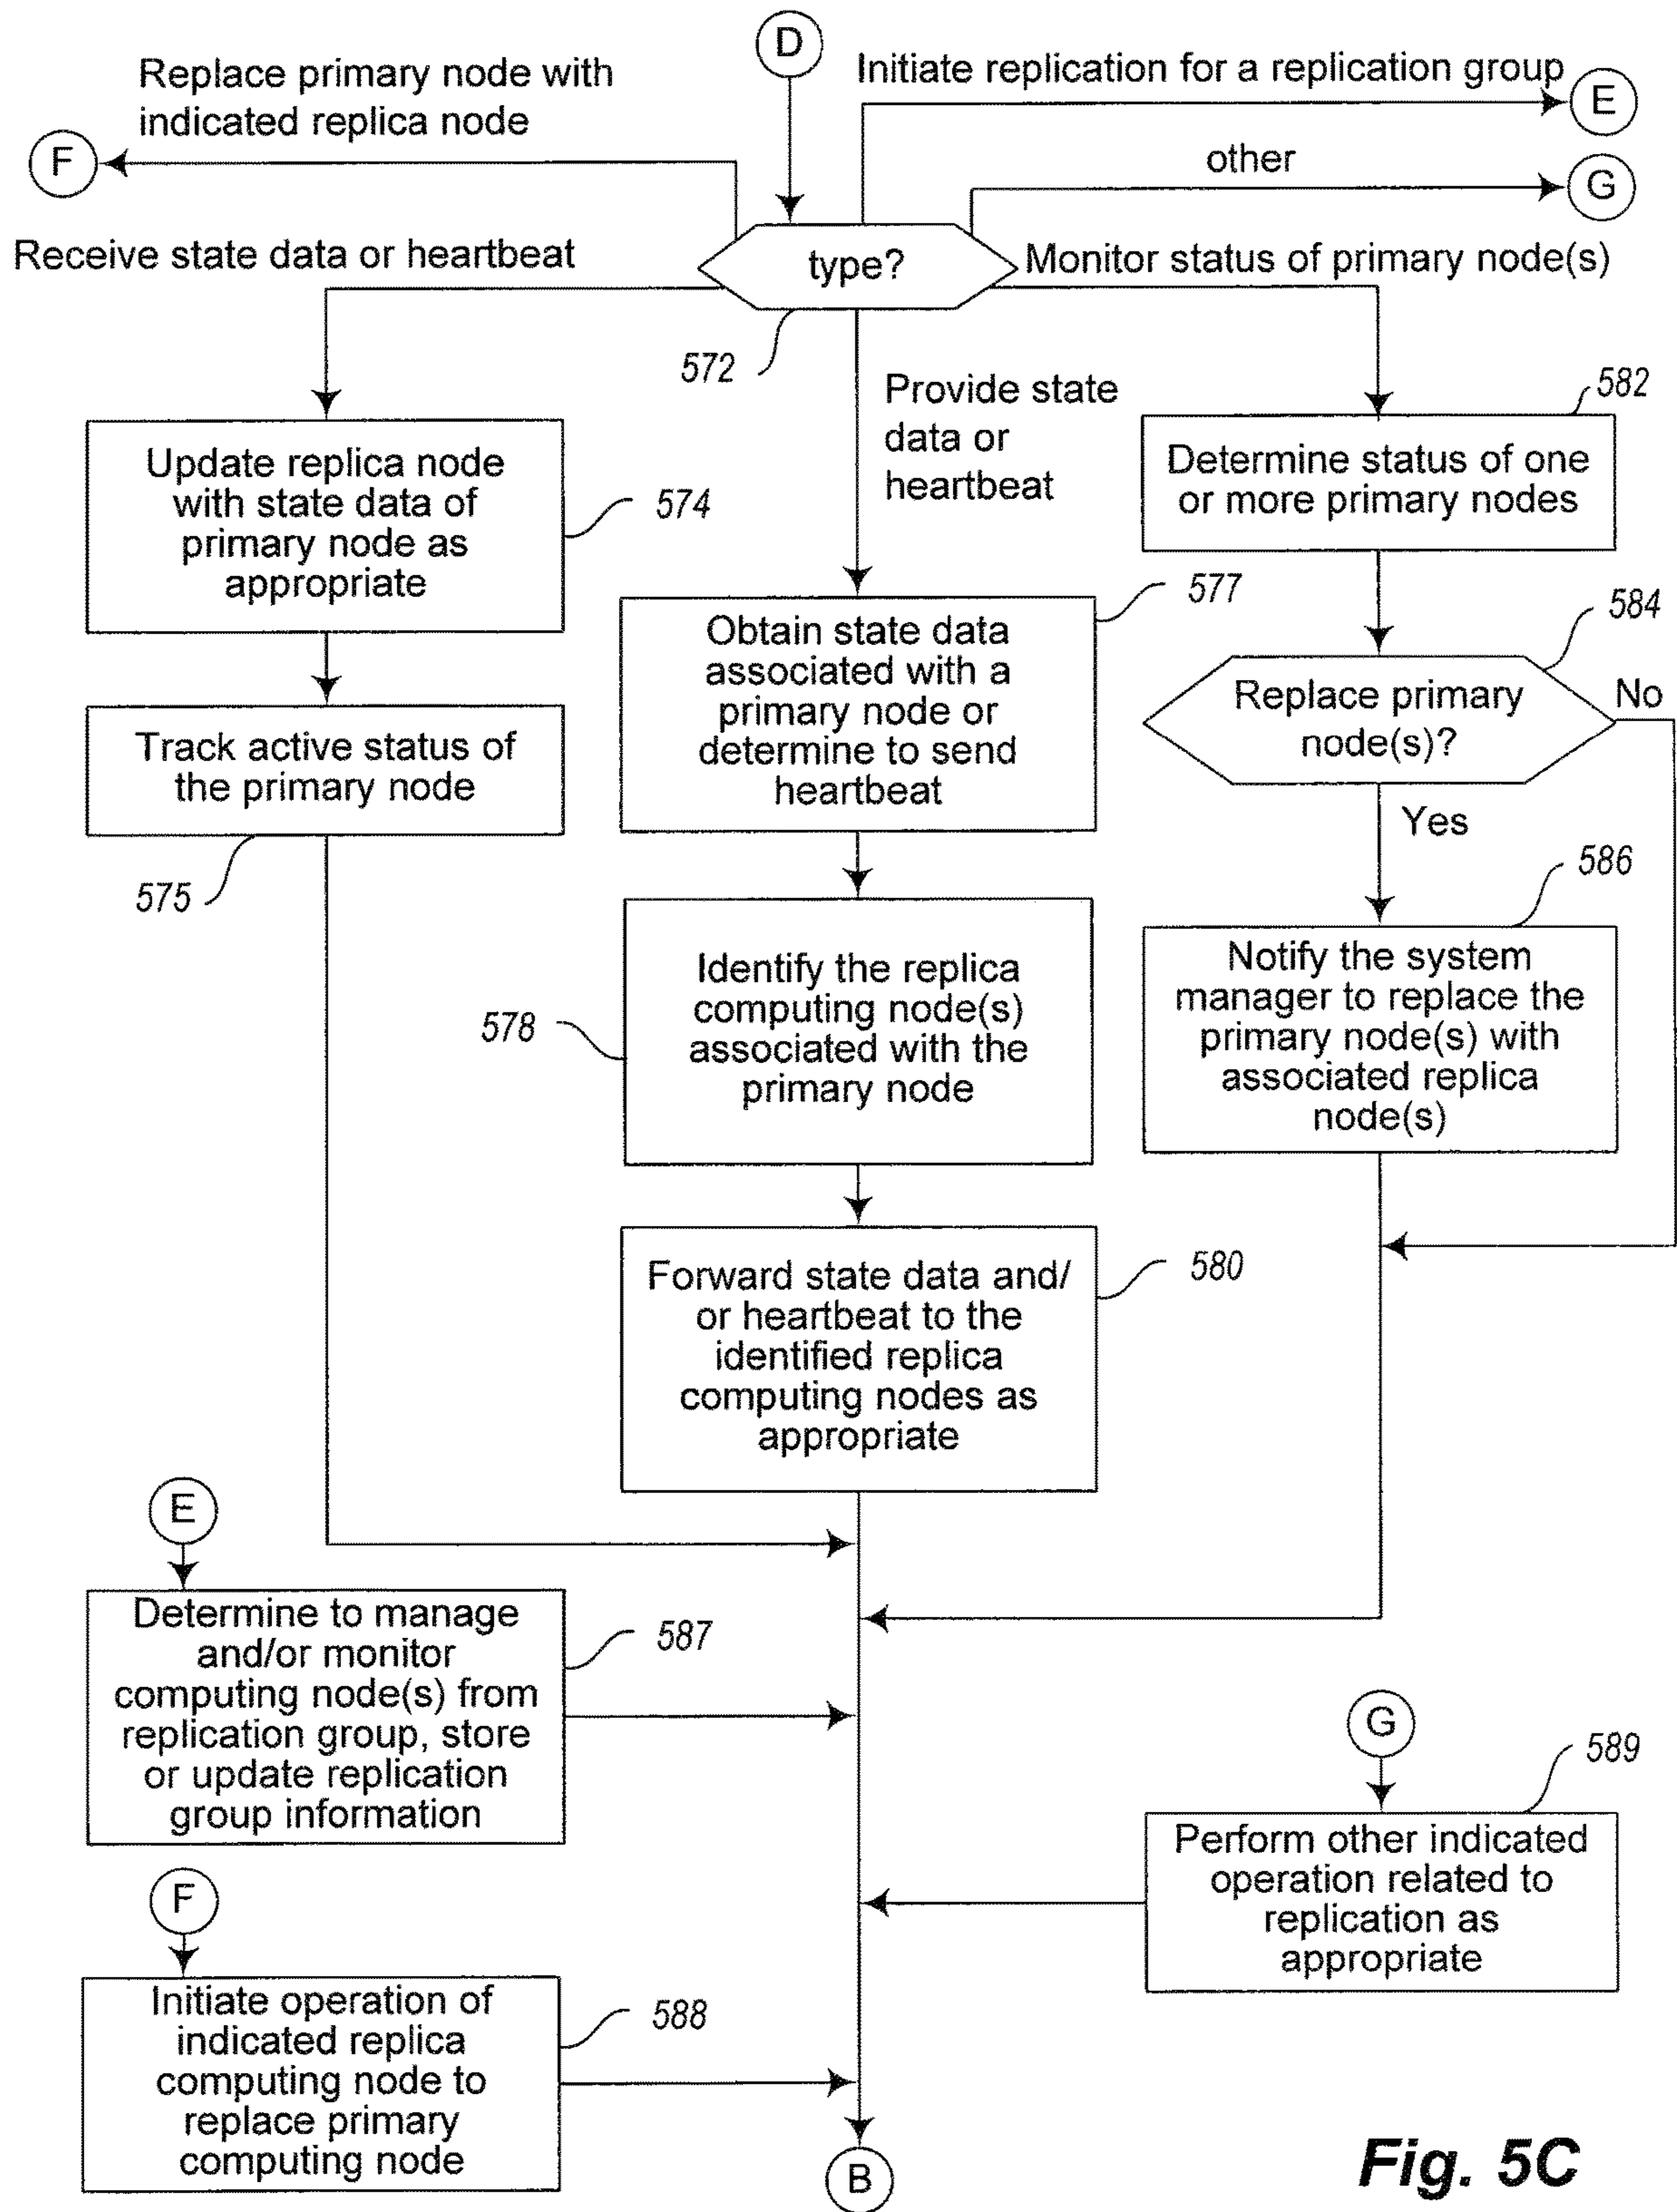 D
Replace primary node with
indicated replica node
Initiate replication for a replication group
E
F
other
G
Receive state data or heartbeat
type?
Monitor status of primary node(s)
572
Provide state
data or
heartbeat
582
Update replica node
with state data of
primary node as
appropriate
574
Determine status of one
or more primary nodes
577
584
Obtain state data
associated with a
primary node or
determine to send
heartbeat
Replace primary
node(s)?
No
Track active status of
the primary node
Yes
575
586
Identify the replica
computing node(s)
associated with the
primary node
578
Notify the system
manager to replace the
primary node(s) with
associated replica
node(s)
Forward state data and/
or heartbeat to the
identified replica
computing nodes as
appropriate
580
E
Determine to manage
and/or monitor
computing node(s) from
replication group, store
or update replication
group information
587
G
589
Perform other indicated
operation related to
replication as
appropriate
F
Initiate operation of
indicated replica
computing node to
replace primary
computing node
588
B
Fig. 5C